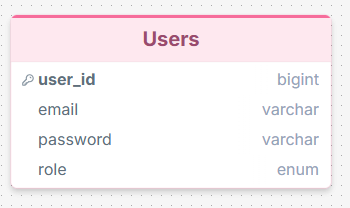 Users
user_id bigint
email varchar
password varchar
role enum